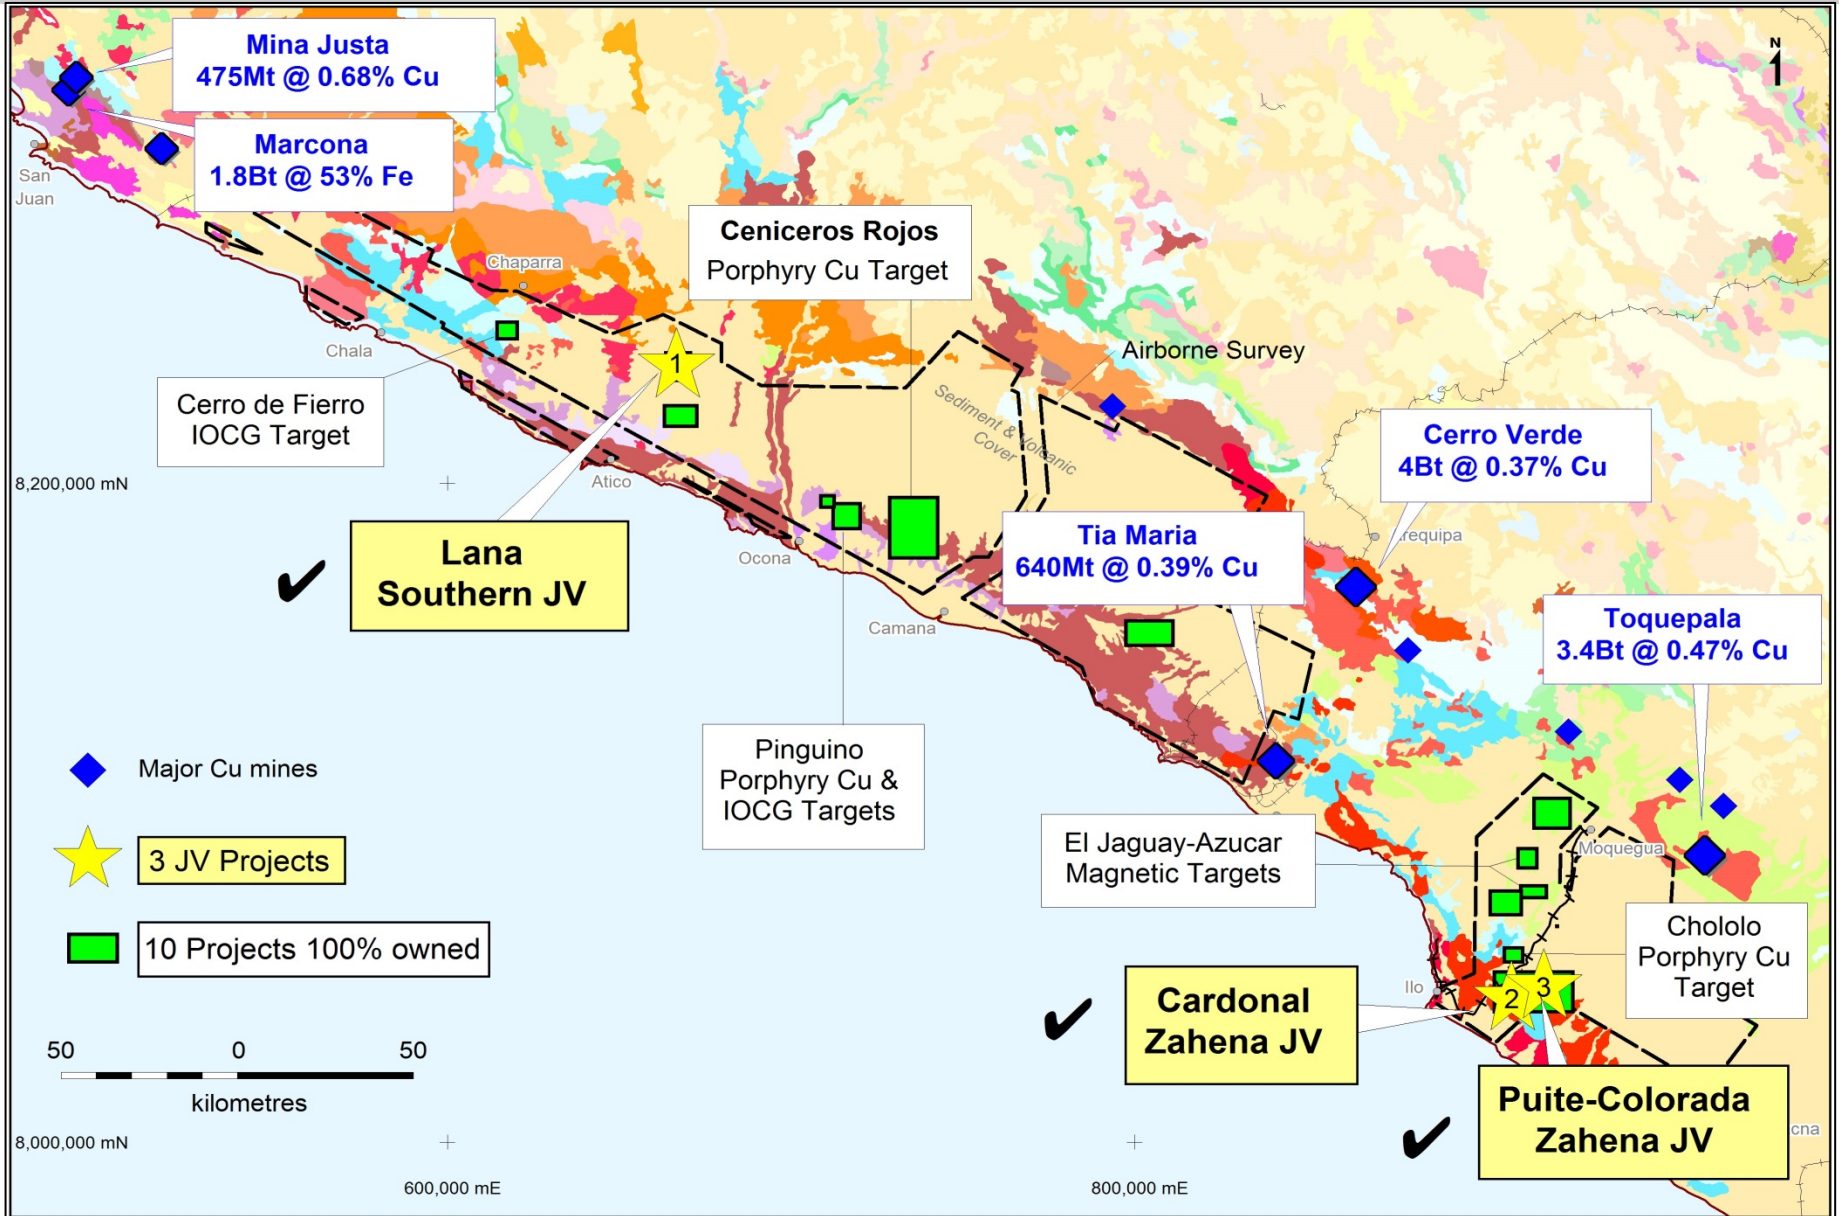 Mina Justa
475Mt @ 0.68% Cu
Marcona
1.8Bt @ 53% Fe
San
Juan
N
Ceniceros Rojos
Porphyry Cu Target
Chaparra
Chala
1
Airborne Survey
Cerro de Fierro
IOCG Target
Sediment & Volcanic
Cover
Cerro Verde
4Bt @ 0.37% Cu
8,200,000 mN
Atico
Lana
Southern JV
Ocona
Tia Maria
640Mt @ 0.39% Cu
requipa
Camana
Toquepala
3.4Bt @ 0.47% Cu
Pinguino
Porphyry Cu &
IOCG Targets
Major Cu mines
3 JV Projects
10 Projects 100% owned
El Jaguay-Azucar
Magnetic Targets
Moquegua
Chololo
Porphyry Cu
Target
Ilo
2
3
Cardonal
Zahena JV
Puite-Colorada
Zahena JV
cna
50 0 50
kilometres
8,000,000 mN
600,000 mE
800,000 mE